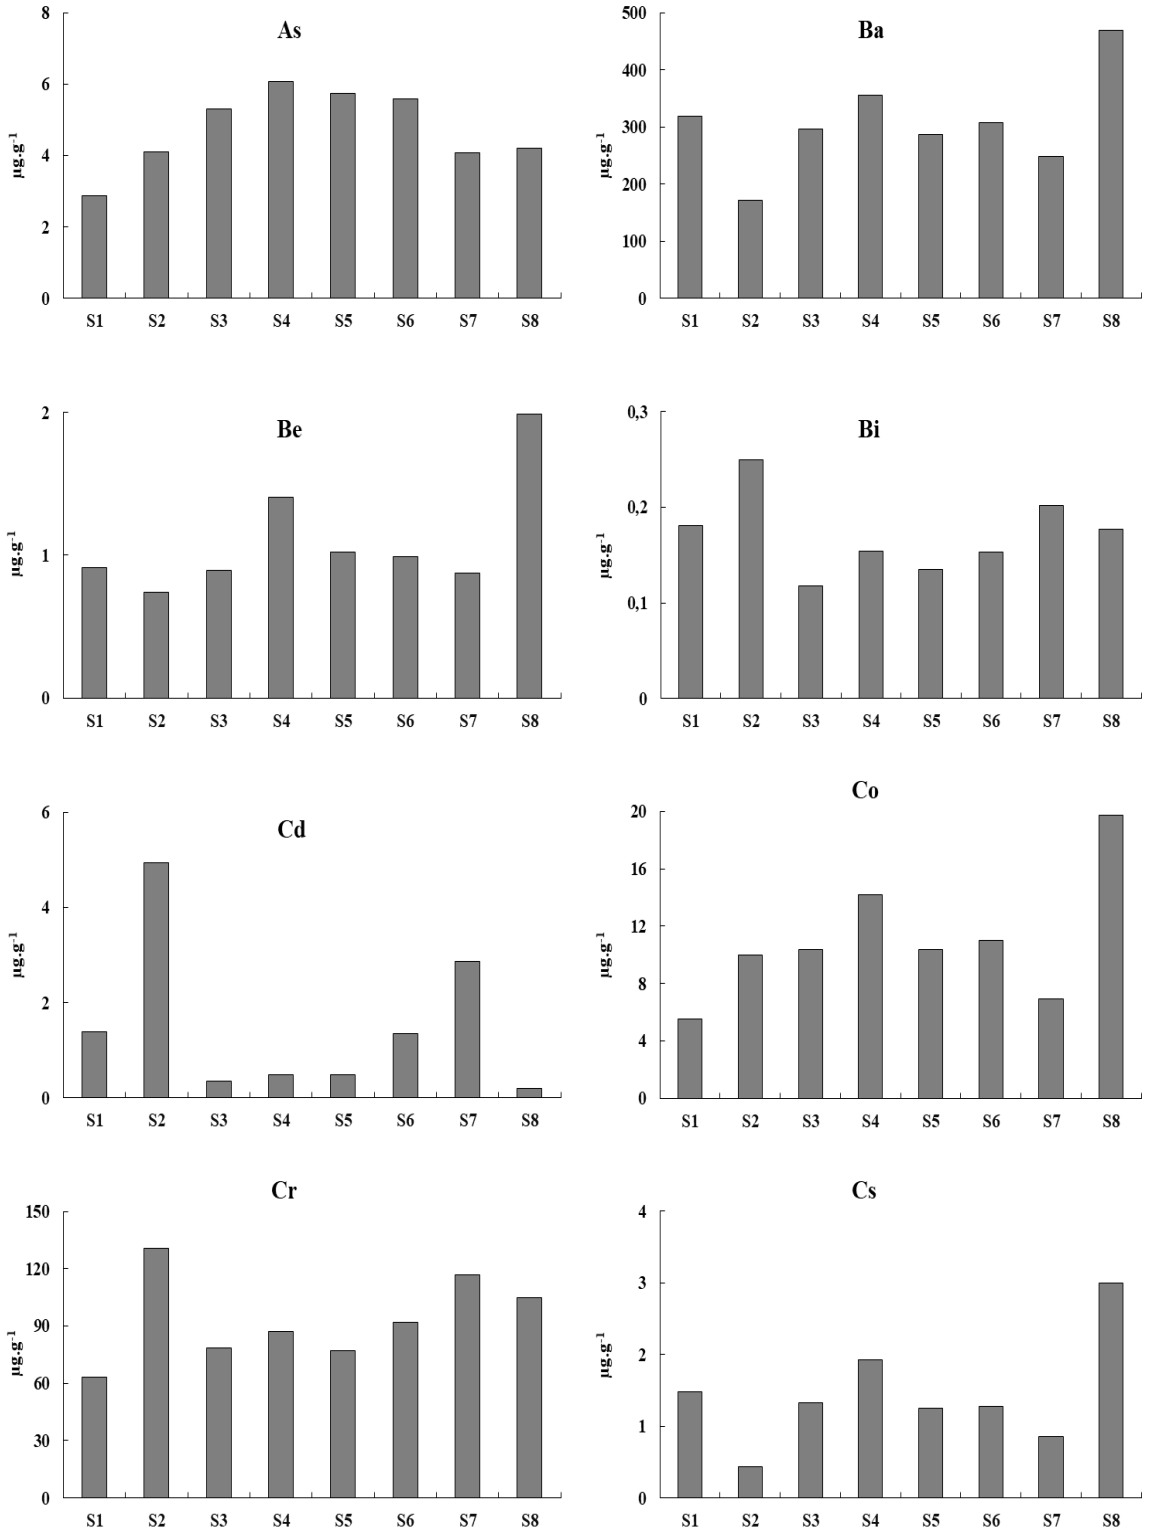 As
8
6
4
2
0
µg.g-1
S1 S2 S3 S4 S5 S6 S7 S8
Ba
500
400
300
200
100
0
µg.g-1
S1 S2 S3 S4 S5 S6 S7 S8
Be
2
1
0
µg.g-1
S1 S2 S3 S4 S5 S6 S7 S8
Bi
0,3
0,2
0,1
0
µg.g-1
S1 S2 S3 S4 S5 S6 S7 S8
Cd
6
4
2
0
µg.g-1
S1 S2 S3 S4 S5 S6 S7 S8
Co
20
16
12
8
4
0
µg.g-1
S1 S2 S3 S4 S5 S6 S7 S8
Cr
150
120
90
60
30
0
µg.g-1
S1 S2 S3 S4 S5 S6 S7 S8
Cs
4
3
2
1
0
µg.g-1
S1 S2 S3 S4 S5 S6 S7 S8